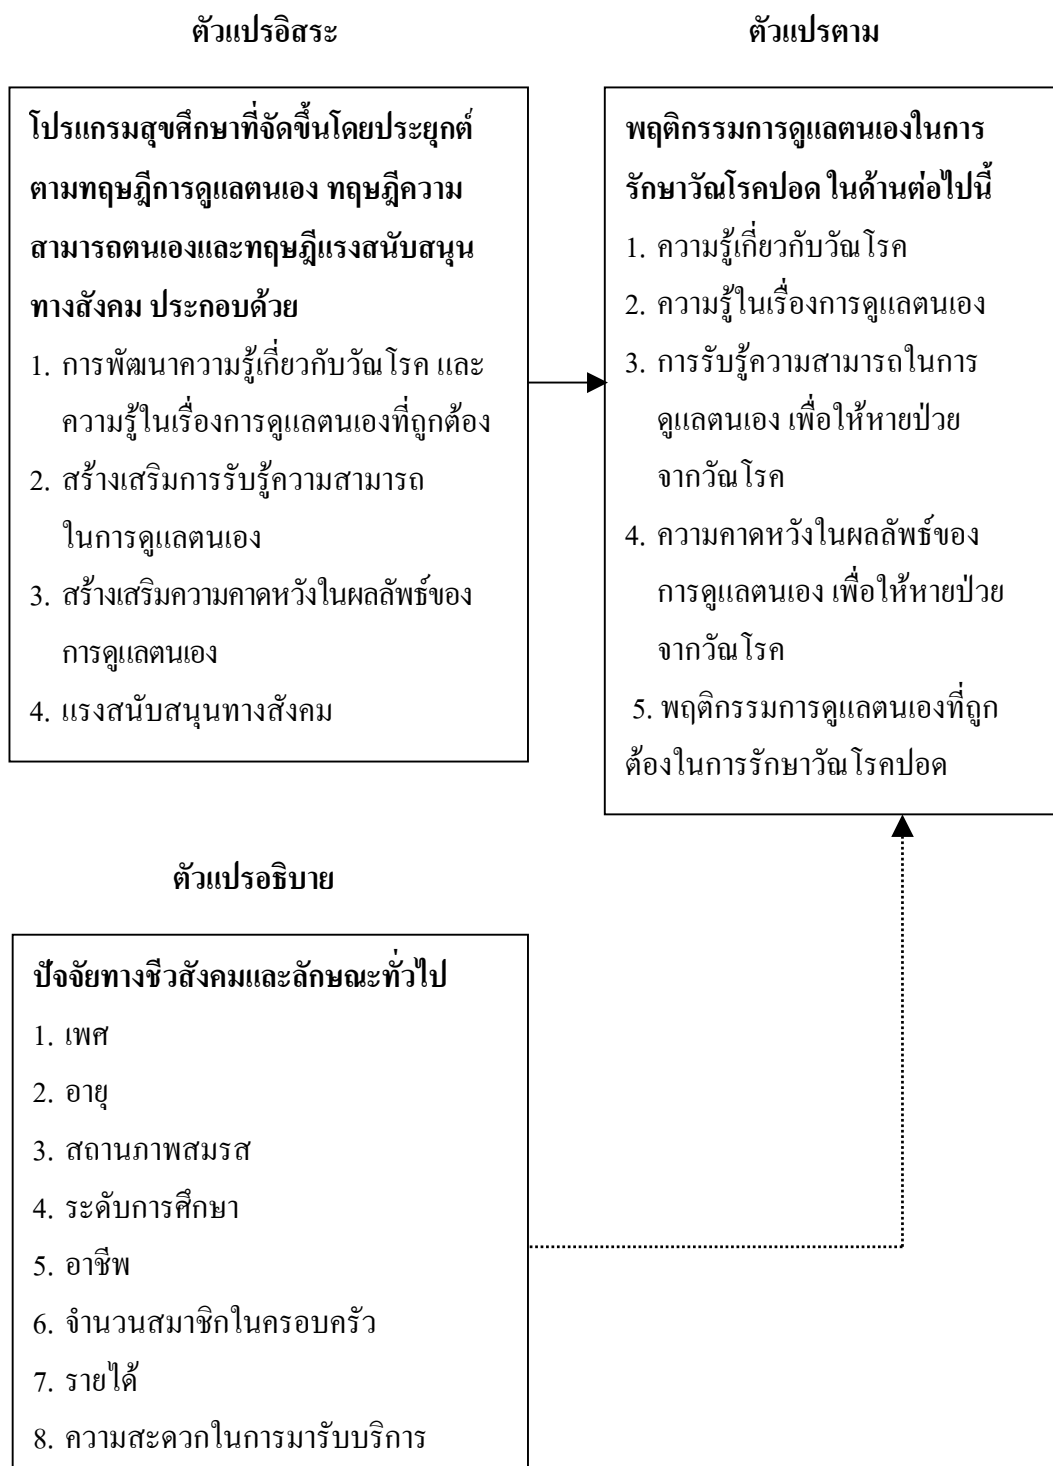 ตัวแปรอิสระ
ตัวแปรตาม
โปรแกรมสุขศึกษาที่จัดขึ้นโดยประยุกต์
ตามทฤษฎีการดูแลตนเอง ทฤษฎีความ
สามารถตนเองและทฤษฎีแรงสนับสนุน
ทางสังคม ประกอบด้วย
1. การพัฒนาความรู้เกี่ยวกับวัณโรค และ
ความรู้ในเรื่องการดูแลตนเองที่ถูกต้อง
2. สร้างเสริมการรับรู้ความสามารถ
ในการดูแลตนเอง
3. สร้างเสริมความคาดหวังในผลลัพธ์ของ
การดูแลตนเอง
4. แรงสนับสนุนทางสังคม
พฤติกรรมการดูแลตนเองในการ
รักษาวัณโรคปอด ในด้านต่อไปนี้
1. ความรู้เกี่ยวกับวัณโรค
2. ความรู้ในเรื่องการดูแลตนเอง
3. การรับรู้ความสามารถในการ
ดูแลตนเอง เพื่อให้หายป่วย
จากวัณโรค
4. ความคาดหวังในผลลัพธ์ของ
การดูแลตนเอง เพื่อให้หายป่วย
จากวัณโรค
5. พฤติกรรมการดูแลตนเองที่ถูก
ต้องในการรักษาวัณโรคปอด
ตัวแปรอธิบาย
ปัจจัยทางชีวสังคมและลักษณะทั่วไป
1. เพศ
2. อายุ
3. สถานภาพสมรส
4. ระดับการศึกษา
5. อาชีพ
6. จำนวนสมาชิกในครอบครัว
7. รายได้
8. ความสะดวกในการมารับบริการ